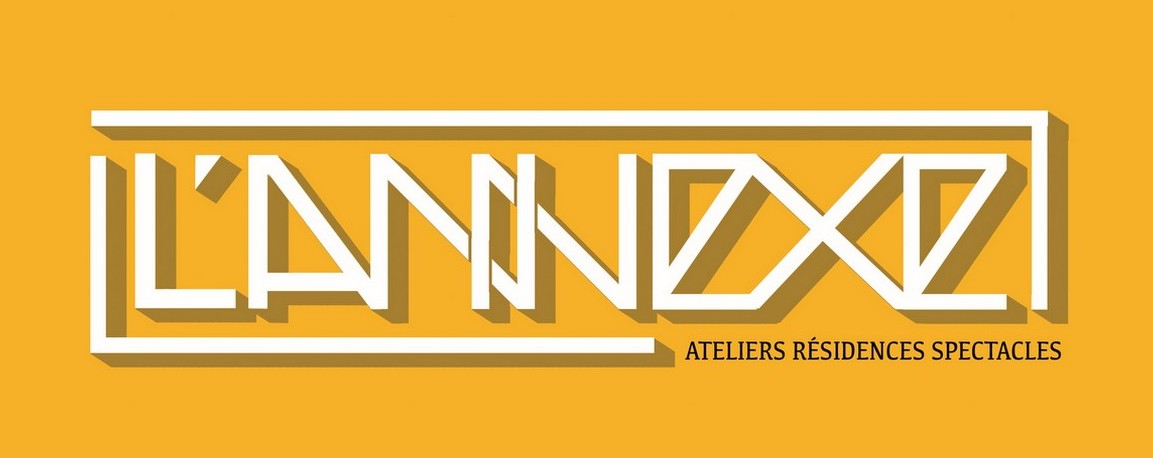 L'ANNEXE
ATELIERS RÉSIDENCES SPECTACLES